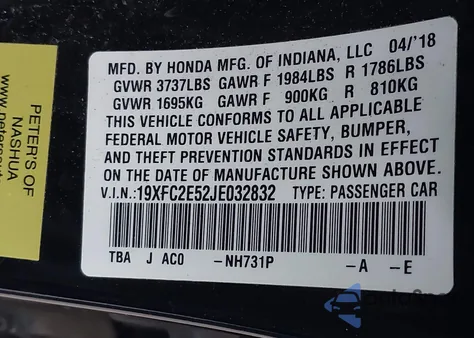 MFD. BY HONDA MFG. OF INDIANA, LLC 04/'18
GVWR 3737LBS GAWR F 1984LBS R 1786LBS
GVWR 1695KG GAWR F 900KG R 810KG
THIS VEHICLE CONFORMS TO ALL APPLICABLE
FEDERAL MOTOR VEHICLE SAFETY, BUMPER,
AND THEFT PREVENTION STANDARDS IN EFFECT
ON THE DATE OF MANUFACTURE SHOWN ABOVE.
V.I.N.: 19XFC2E52JE032832 TYPE: PASSENGER CAR
TBA J AC0 -NH731P -A -E
PETER'S OF
NASHUA